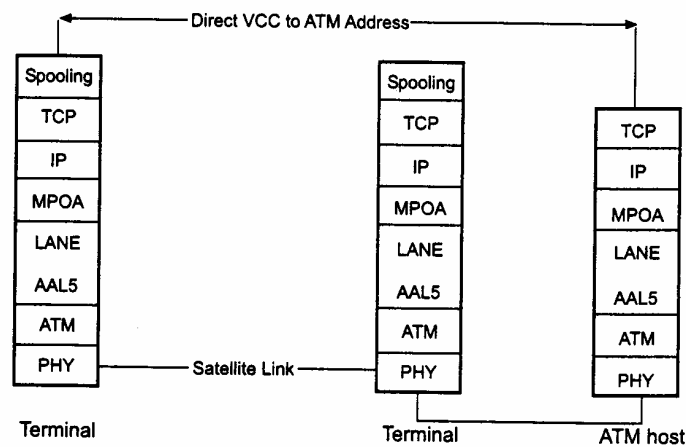 Direct VCC to ATM Address
Spooling
TCP
IP
MPOA
LANE
AAL5
ATM
PHY
Terminal
Satellite Link
Spooling
TCP
IP
MPOA
LANE
AAL5
ATM
PHY
Terminal
TCP
IP
MPOA
LANE
AAL5
ATM
PHY
ATM host